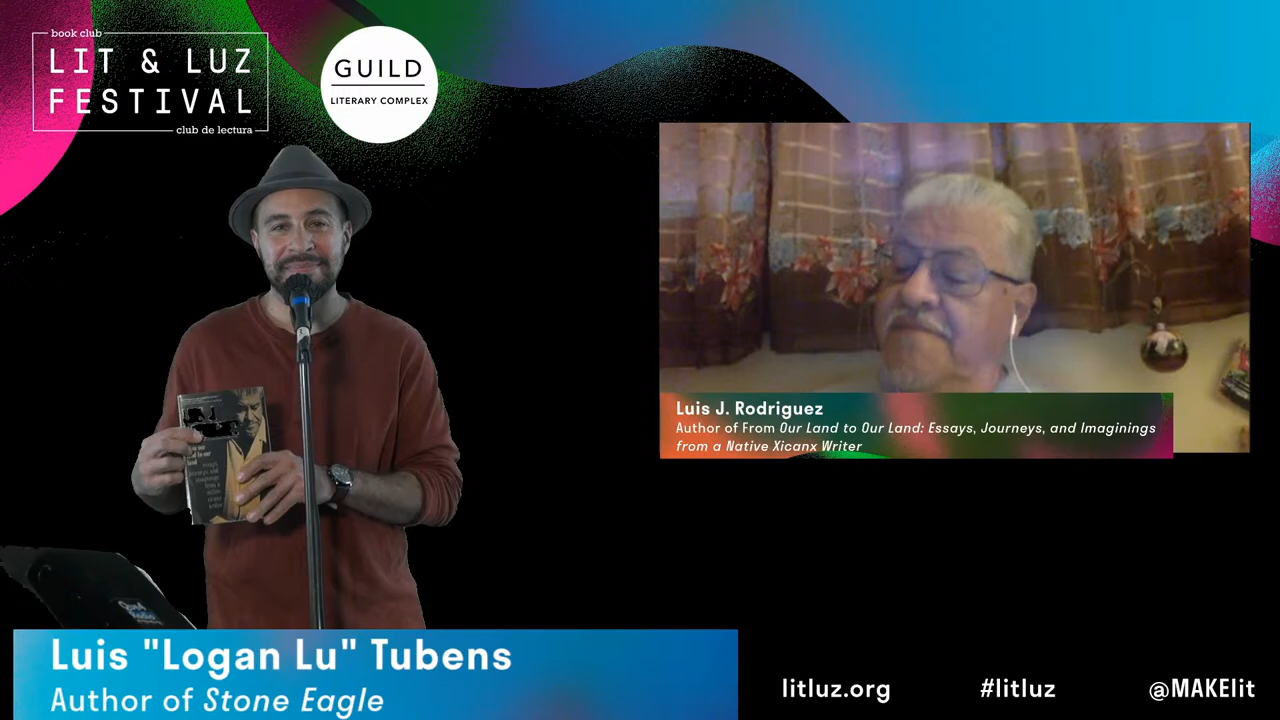 book club
LIT & LUZ
FESTIVAL
club de lectura
GUILD
LITERARY COMPLEX
Luis J. Rodriguez
Author of From Our Land to Our Land: Essays, Journeys, and Imaginings
from a Native Xicanx Writer
Luis "Logan Lu" Tubens
Author of Stone Eagle
litluz.org
#litluz
@MAKElit